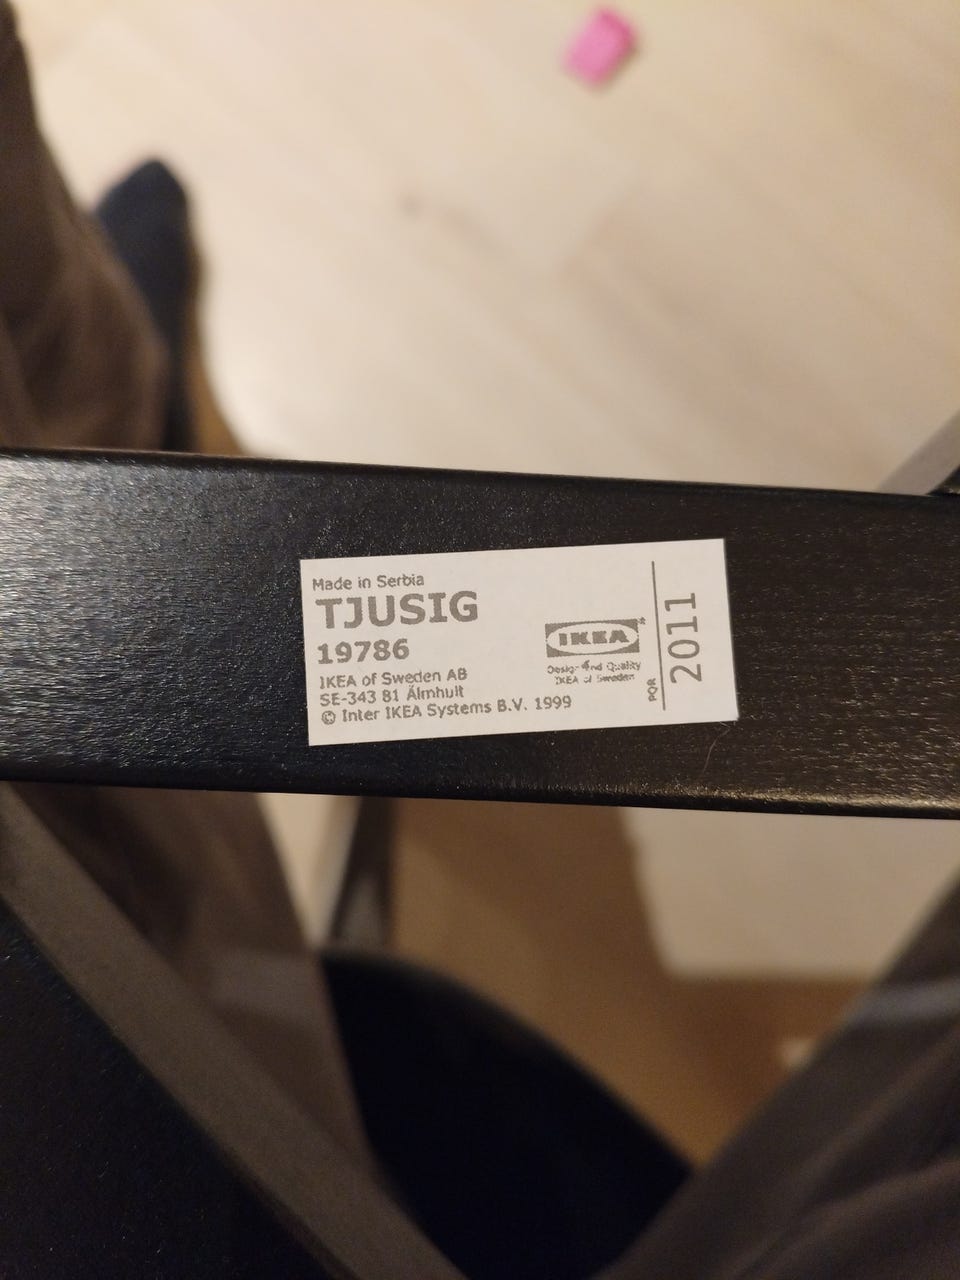 Made in Serbia
TJUSIG
19786
IKEA of Sweden AB
SE-343 81 Älmhult
© Inter IKEA Systems B.V. 1999
IKEA®
Design and Quality
IKEA of Sweden
PQR
2011